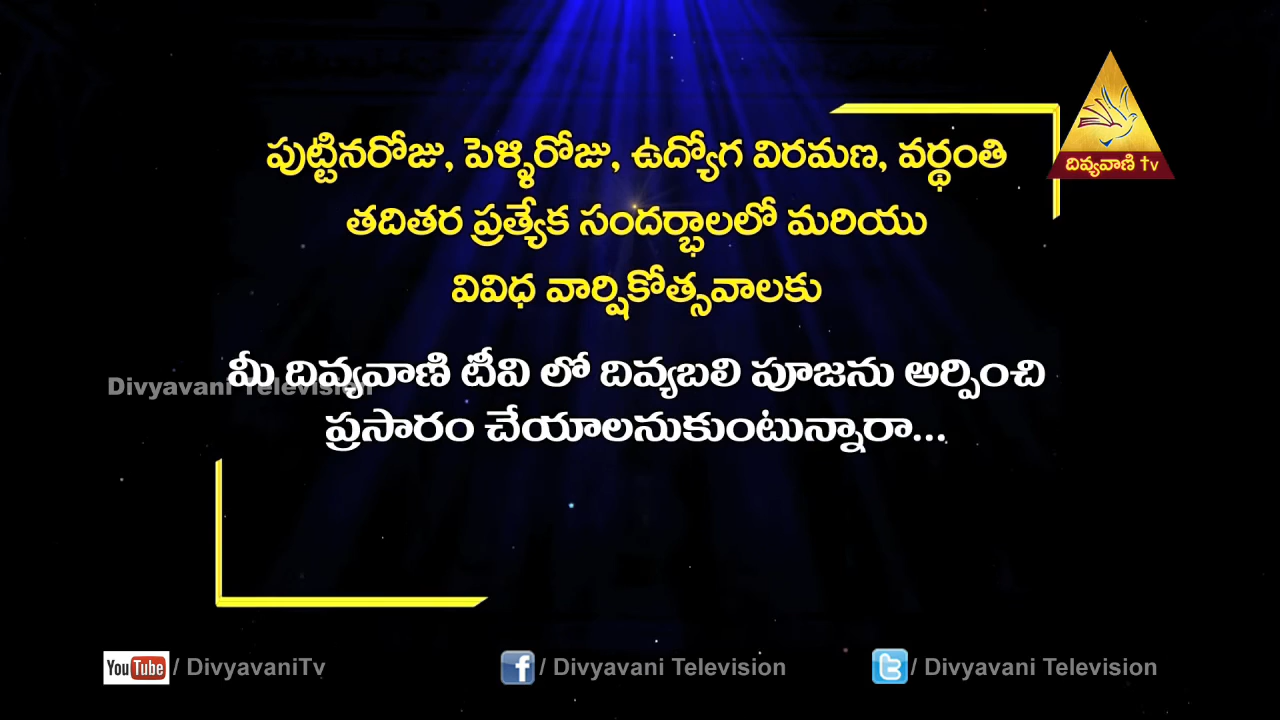 పుట్టినరోజు, పెళ్ళిరోజు, ఉద్యోగ విరమణ, వర్ధంతి
తదితర ప్రత్యేక సందర్భాలలో మరియు
వివిధ వార్షికోత్సవాలకు
మీ దివ్యవాణి టీవి లో దివ్యబలి పూజను అర్పించి
ప్రసారం చేయాలనుకుంటున్నారా...
దివ్యవాణి tv
Divyavani Television
YouTube / DivyavaniTv
f / Divyavani Television
t / Divyavani Television